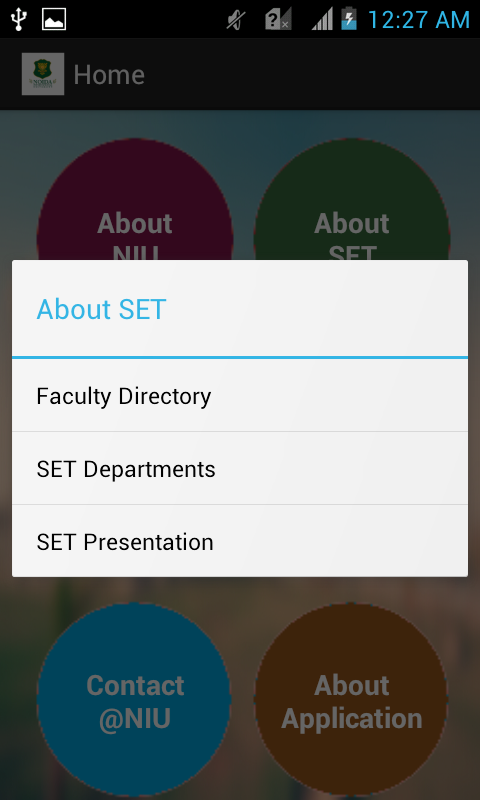 12:27 AM
Home
About
NIU
About
SET
About SET
Faculty Directory
SET Departments
SET Presentation
Contact
@NIU
About
Application